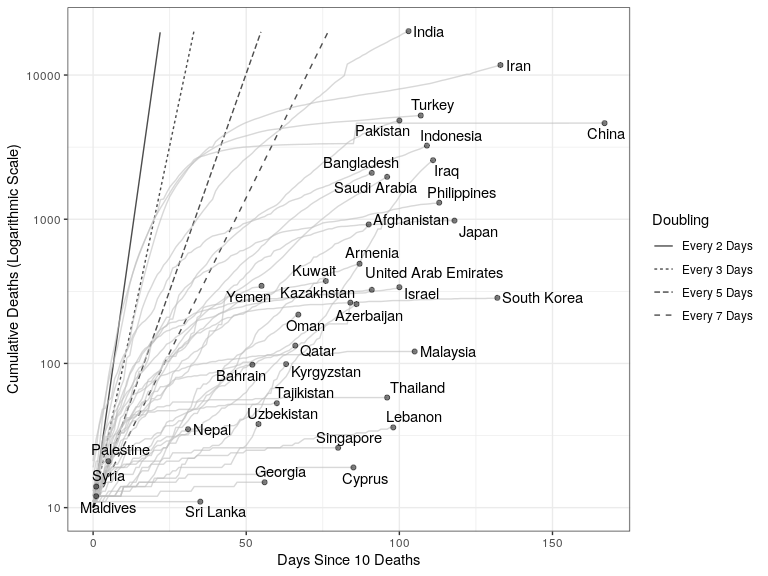 India
Iran
Turkey
Pakistan
China
Indonesia
Bangladesh
Iraq
Saudi Arabia
Philippines
Afghanistan
Japan
Armenia
Kuwait
United Arab Emirates
Yemen
Kazakhstan
Israel
South Korea
Azerbaijan
Oman
Qatar
Malaysia
Bahrain
Kyrgyzstan
Thailand
Tajikistan
Uzbekistan
Lebanon
Nepal
Singapore
Palestine
Syria
Georgia
Cyprus
Maldives
Sri Lanka
10000
1000
100
10
0
50
100
150
Days Since 10 Deaths
Cumulative Deaths (Logarithmic Scale)
Doubling
Every 2 Days
Every 3 Days
Every 5 Days
Every 7 Days